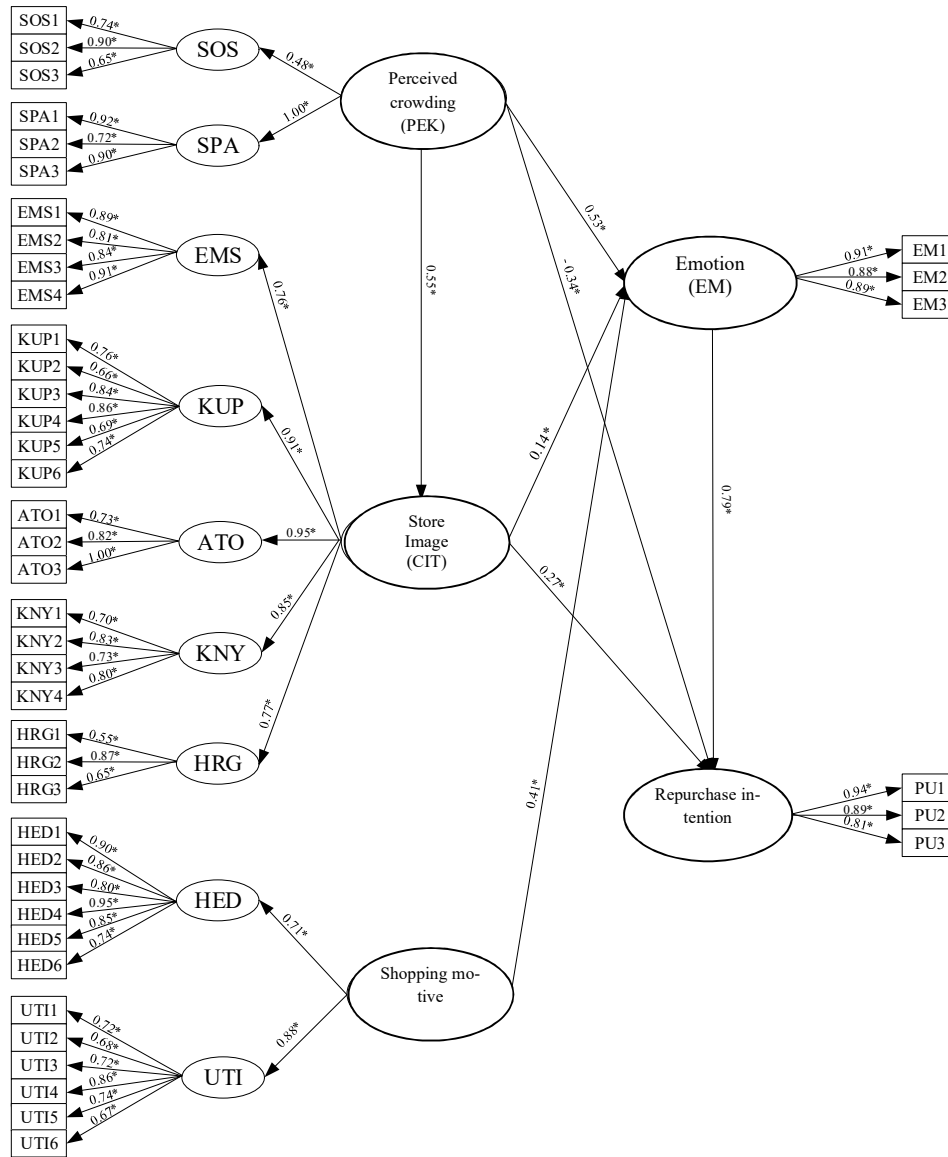 SOS1
SOS2
SOS3
0.74*
0.90*
0.65*
SOS
0.48*
SPA1
SPA2
SPA3
0.92*
0.72*
0.90*
SPA
1.00*
Perceived
crowding
(PEK)
EMS1
EMS2
EMS3
EMS4
0.89*
0.81*
0.84*
0.91*
EMS
0.76*
0.55*
0.53*
- 0.34*
Emotion
(EM)
0.91*
0.88*
0.89*
EM1
EM2
EM3
KUP1
KUP2
KUP3
KUP4
KUP5
KUP6
0.76*
0.66*
0.84*
0.86*
0.69*
0.74*
KUP
0.91*
0.14*
0.79*
ATO1
ATO2
ATO3
0.73*
0.82*
1.00*
ATO
0.95*
Store
Image
(CIT)
0.27*
KNY1
KNY2
KNY3
KNY4
0.70*
0.83*
0.73*
0.80*
KNY
0.85*
HRG1
HRG2
HRG3
0.55*
0.87*
0.65*
HRG
0.77*
0.41*
Repurchase in-
tention
0.94*
0.89*
0.81*
PU1
PU2
PU3
HED1
HED2
HED3
HED4
HED5
HED6
0.90*
0.86*
0.80*
0.95*
0.85*
0.74*
HED
0.71*
Shopping mo-
tive
UTI1
UTI2
UTI3
UTI4
UTI5
UTI6
0.72*
0.68*
0.72*
0.86*
0.74*
0.67*
UTI
0.88*